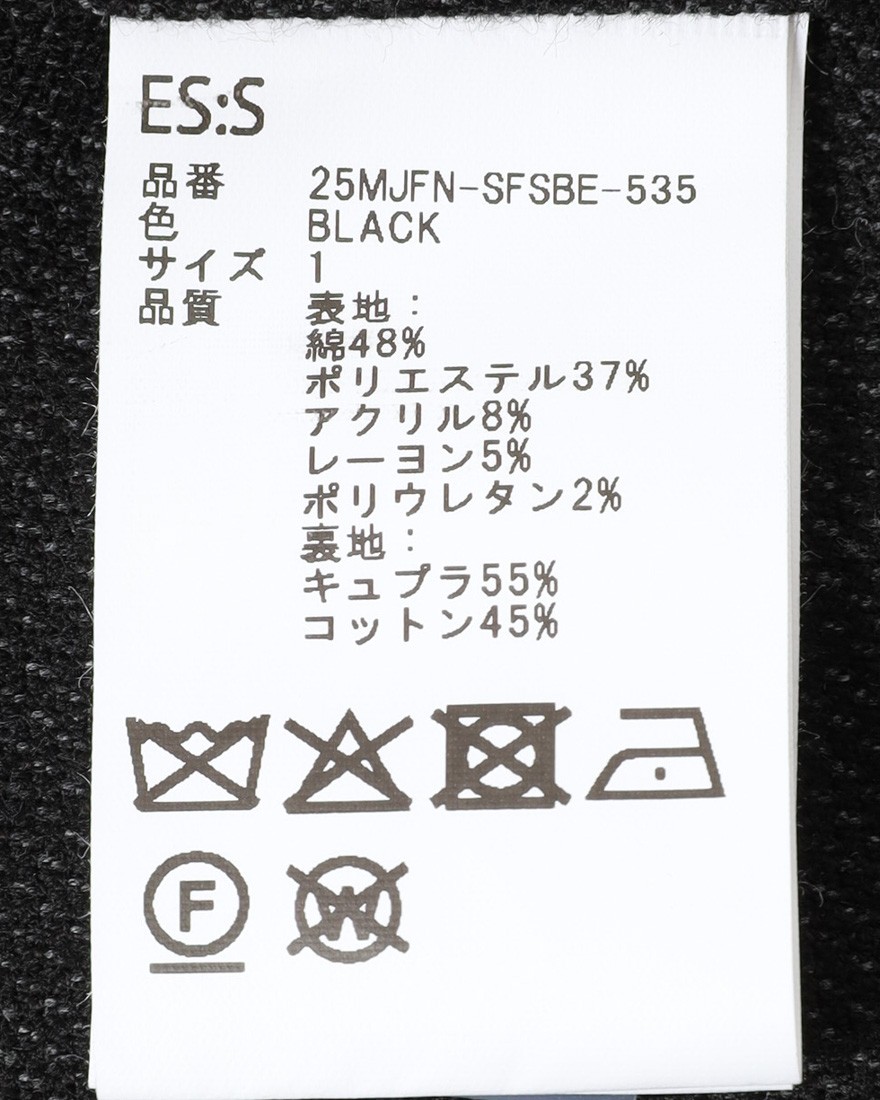 ES:S
品番 25MJFN-SFSBE-535
色 BLACK
サイズ 1
品質 表地:
綿48%
ポリエステル37%
アクリル8%
レーヨン5%
ポリウレタン2%
裏地:
キュプラ55%
コットン45%
F W